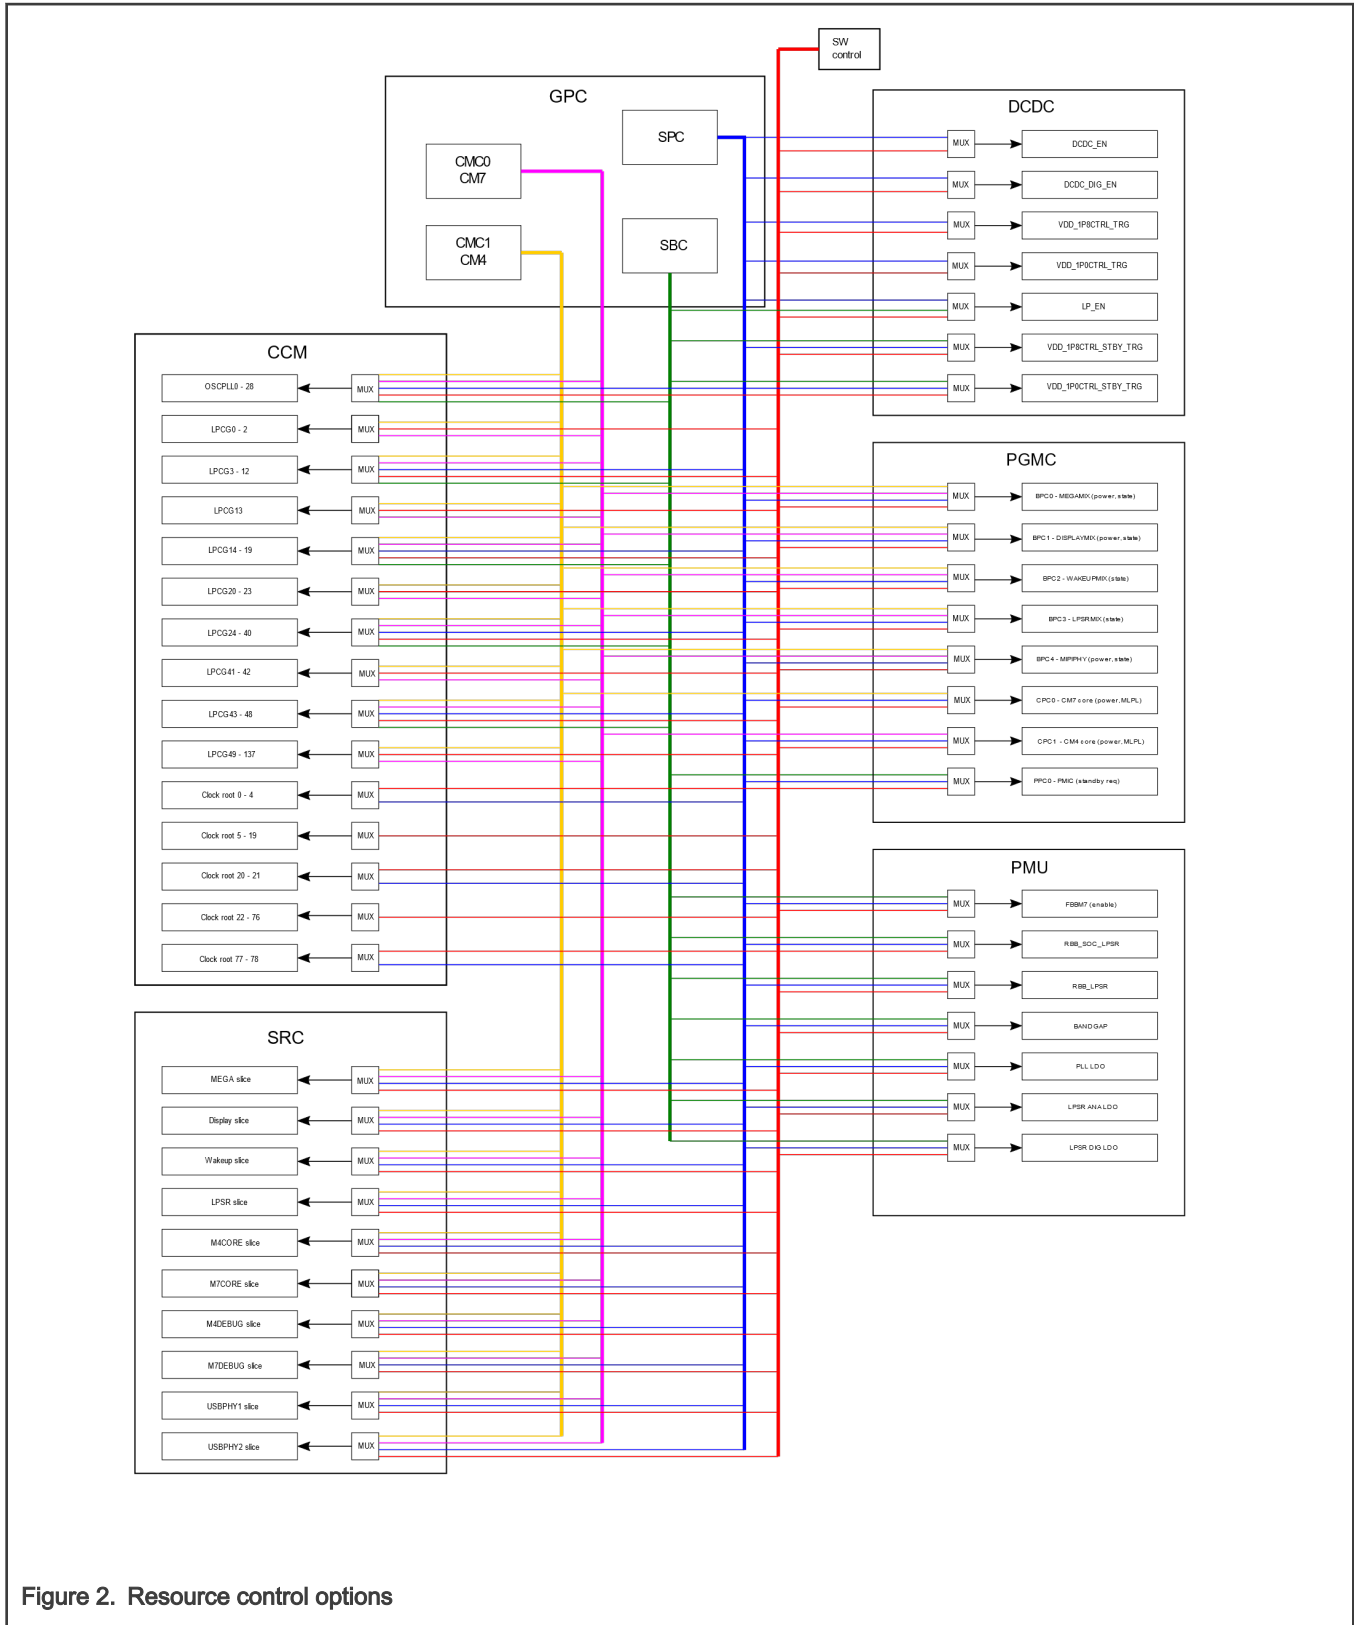 SW
control
GPC
SPC
CMC0
CM7
CMC1
CM4
SBC
DCDC
MUX
DCDC_EN
MUX
DCDC_DIG_EN
MUX
VDD_1P8CTRL_TRG
MUX
VDD_1P0CTRL_TRG
MUX
LP_EN
MUX
VDD_1P8CTRL_STBY_TRG
MUX
VDD_1P0CTRL_STBY_TRG
CCM
OSCPLL0 - 28
MUX
LPCG0 - 2
MUX
LPCG3 - 12
MUX
LPCG13
MUX
LPCG14 - 19
MUX
LPCG20 - 23
MUX
LPCG24 - 40
MUX
LPCG41 - 42
MUX
LPCG43 - 48
MUX
LPCG49 - 137
MUX
Clock root 0 - 4
MUX
Clock root 5 - 19
MUX
Clock root 20 - 21
MUX
Clock root 22 - 76
MUX
Clock root 77 - 78
MUX
PGMC
MUX
BPC0 - MEGAMIX (power, state)
MUX
BPC1 - DISPLAYMIX (power, state)
MUX
BPC2 - WAKEUPMIX (state)
MUX
BPC3 - LPSRMIX (state)
MUX
BPC4 - MIPIPHY (power, state)
MUX
CPC0 - CM7 core (power, MLPL)
MUX
CPC1 - CM4 core (power, MLPL)
MUX
PPC0 - PMIC (standby req)
PMU
MUX
FBBM7 (enable)
MUX
RBB_SOC_LPSR
MUX
RBB_LPSR
MUX
BANDGAP
MUX
PLL LDO
MUX
LPSR ANA LDO
MUX
LPSR DIG LDO
SRC
MEGA slice
MUX
Display slice
MUX
Wakeup slice
MUX
LPSR slice
MUX
M4CORE slice
MUX
M7CORE slice
MUX
M4DEBUG slice
MUX
M7DEBUG slice
MUX
USBPHY1 slice
MUX
USBPHY2 slice
MUX
Figure 2. Resource control options